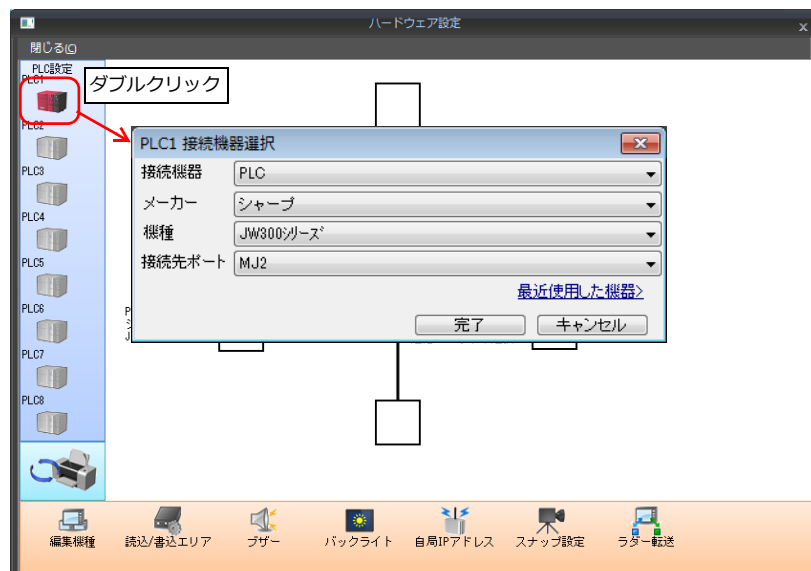 ハードウェア設定
x
閉じる(C)
PLC設定
PLC1
ダブルクリック
PLC2
PLC3
PLC4
PLC5
PLC6
PLC7
PLC8
PLC1 接続機器選択
接続機器 PLC
メーカー シャープ
機種 JW300ｼﾘｰｽﾞ
接続先ポート MJ2
最近使用した機器>
完了 キャンセル
編集機種 読込/書込エリア ブザー バックライト 自局IPアドレス スナップ設定 ラダー転送